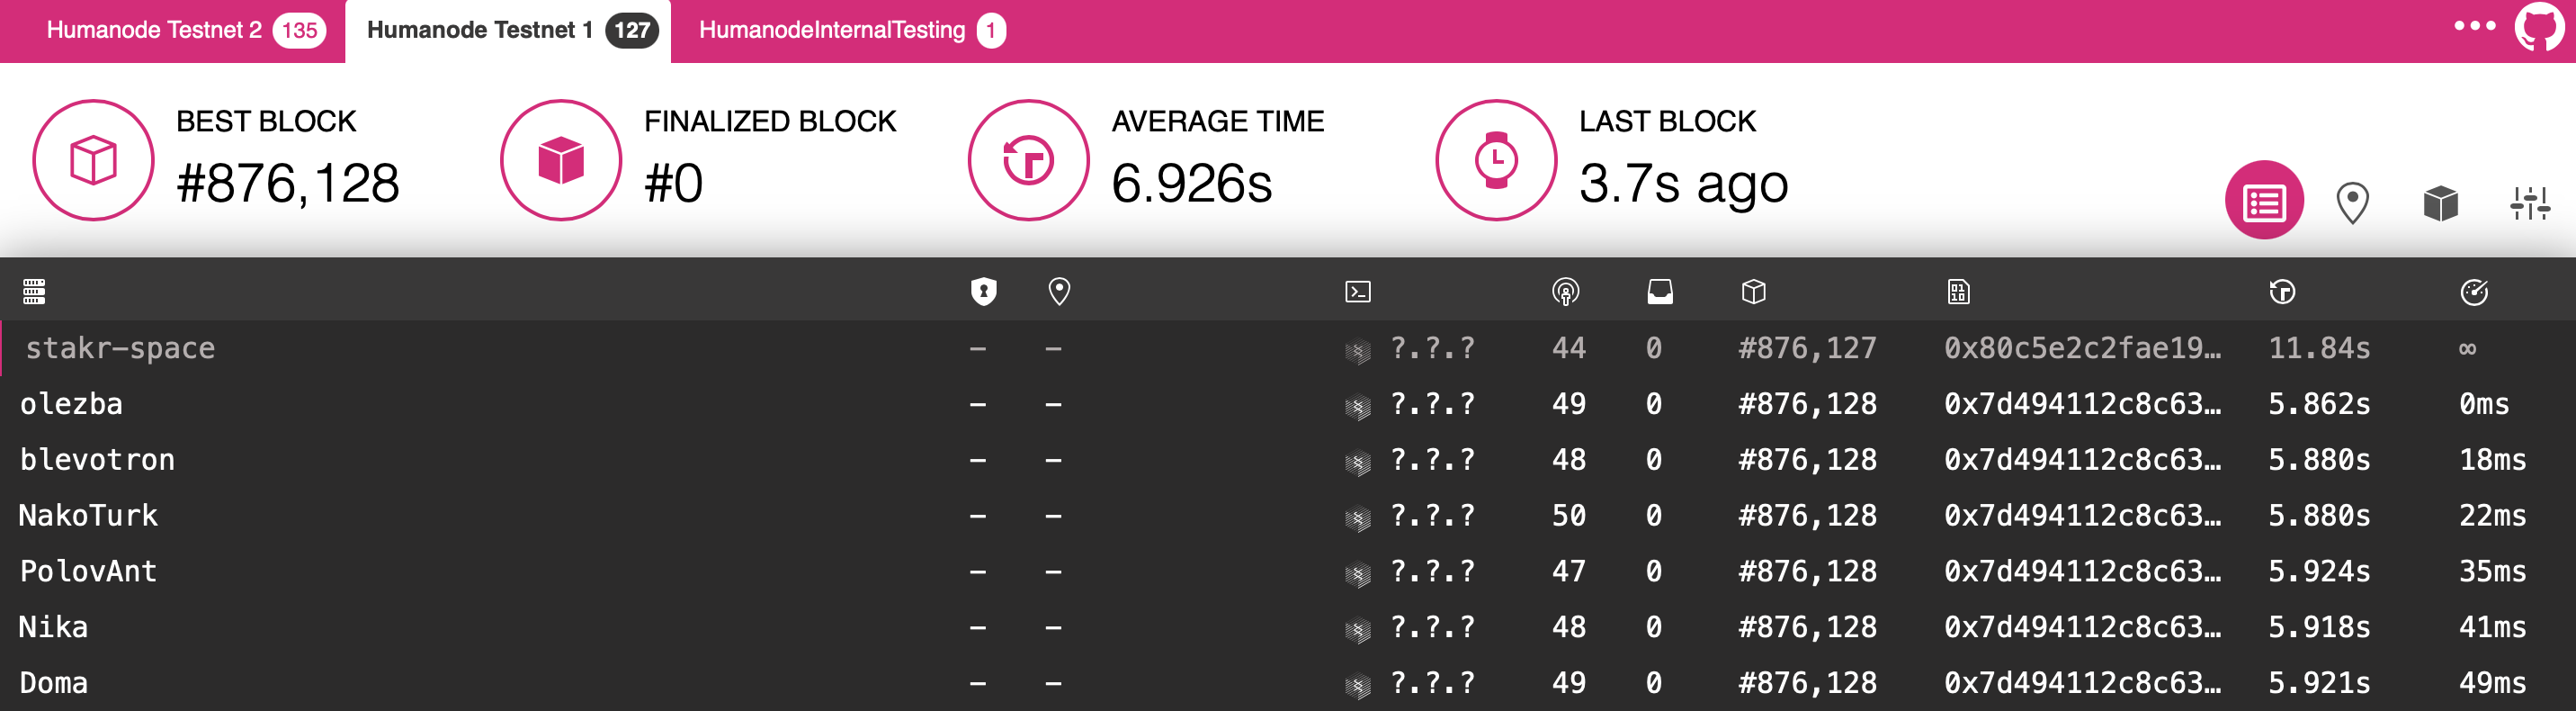 Humanode Testnet 2 135 Humanode Testnet 1 127 HumanodeInternalTesting 1
BEST BLOCK
#876,128
FINALIZED BLOCK
#0
AVERAGE TIME
6.926s
LAST BLOCK
3.7s ago
stakr-space – – ?.?.? 44 0 #876,127 0x80c5e2c2fae19… 11.84s ∞
olezba – – ?.?.? 49 0 #876,128 0x7d494112c8c63… 5.862s 0ms
blevotron – – ?.?.? 48 0 #876,128 0x7d494112c8c63… 5.880s 18ms
NakoTurk – – ?.?.? 50 0 #876,128 0x7d494112c8c63… 5.880s 22ms
PolovAnt – – ?.?.? 47 0 #876,128 0x7d494112c8c63… 5.924s 35ms
Nika – – ?.?.? 48 0 #876,128 0x7d494112c8c63… 5.918s 41ms
Doma – – ?.?.? 49 0 #876,128 0x7d494112c8c63… 5.921s 49ms